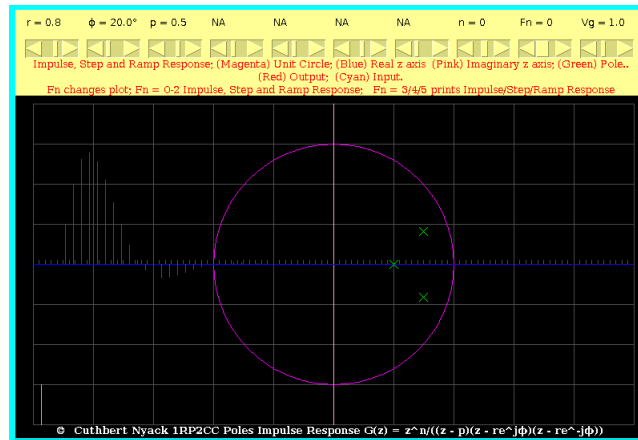 r = 0.8 ϕ = 20.0° p = 0.5 NA NA NA NA n = 0 Fn = 0 Vg = 1.0
Impulse, Step and Ramp Response; (Magenta) Unit Circle; (Blue) Real z axis (Pink) Imaginary z axis; (Green) Pole..
(Red) Output; (Cyan) Input.
Fn changes plot; Fn = 0-2 Impulse, Step and Ramp Response; Fn = 3/4/5 prints Impulse/Step/Ramp Response
© Cuthbert Nyack 1RP2CC Poles Impulse Response G(z) = z^n/((z - p)(z - re^jϕ)(z - re^-jϕ))